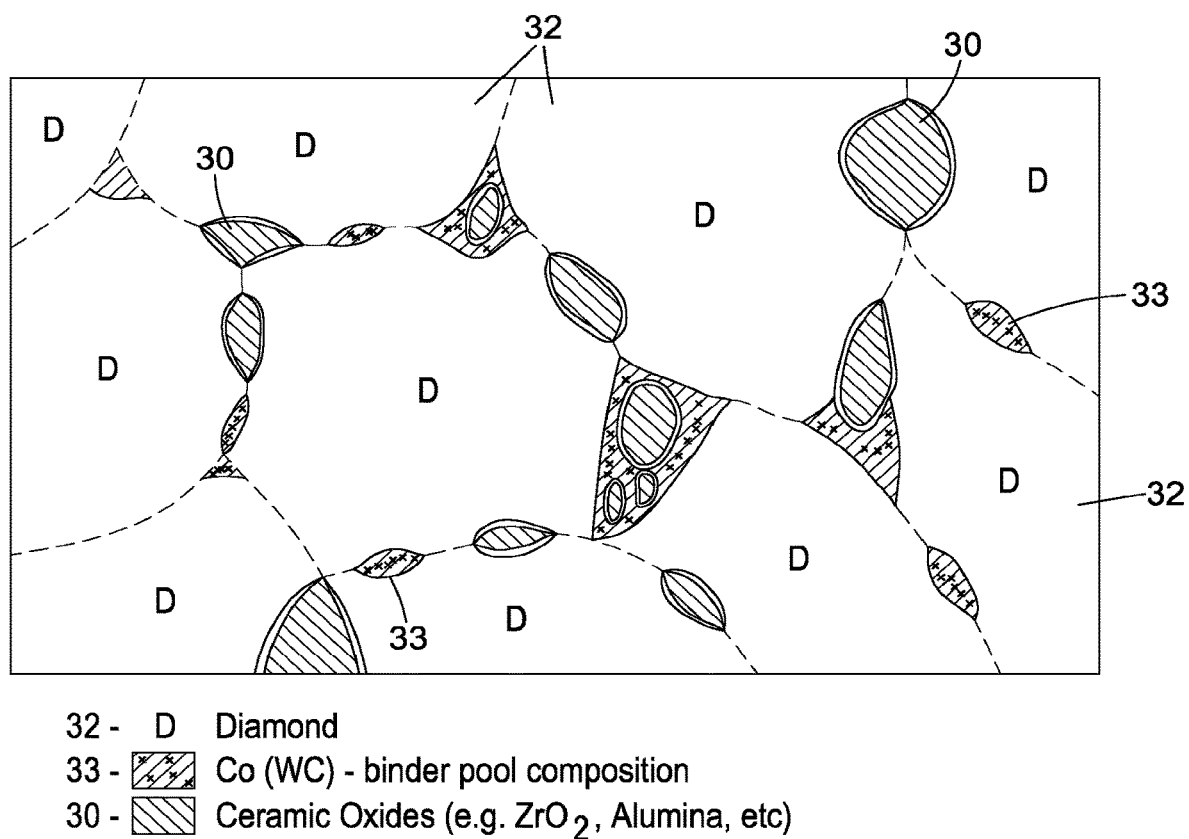 32
30
D
D
30
D
D
33
D
D
D
32
D
D
33
D
32 - D Diamond
33 - Co (WC) - binder pool composition
30 - Ceramic Oxides (e.g. ZrO2, Alumina, etc)